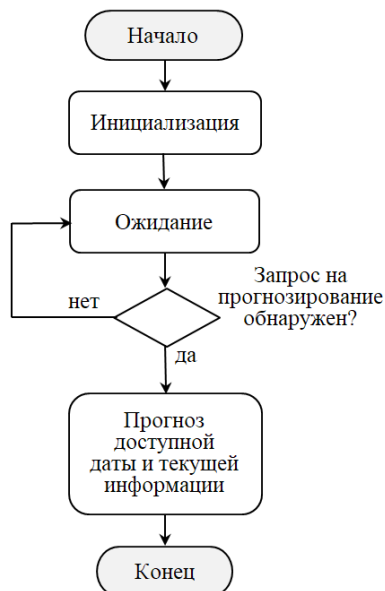 Начало
Инициализация
Ожидание
Запрос на
прогнозирование
обнаружен?
нет
да
Прогноз
доступной
даты и текущей
информации
Конец